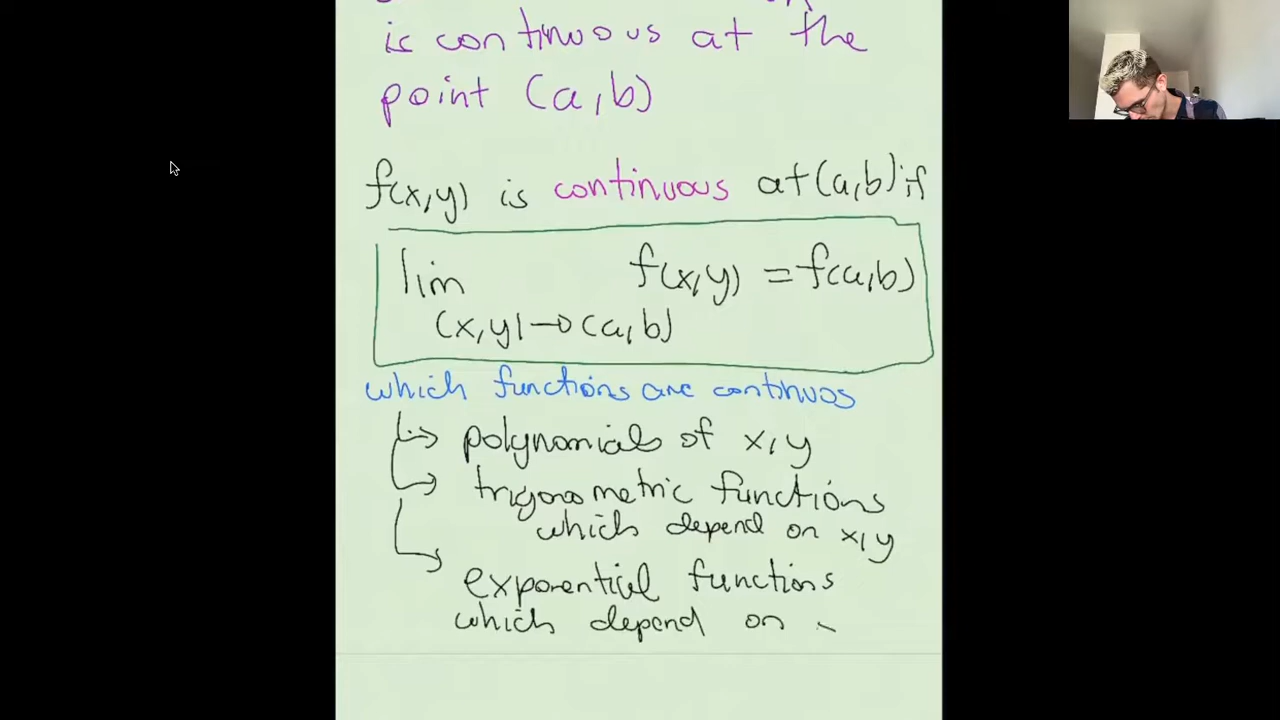 is continuous at the
point (a,b)
f(x,y) is continuous at (a,b) if
lim f(x,y) = f(a,b)
(x,y)→(a,b)
which functions are continuos
↳ polynomials of x,y
↳ trigonometric functions
which depend on x,y
↳ exponential functions
which depend on